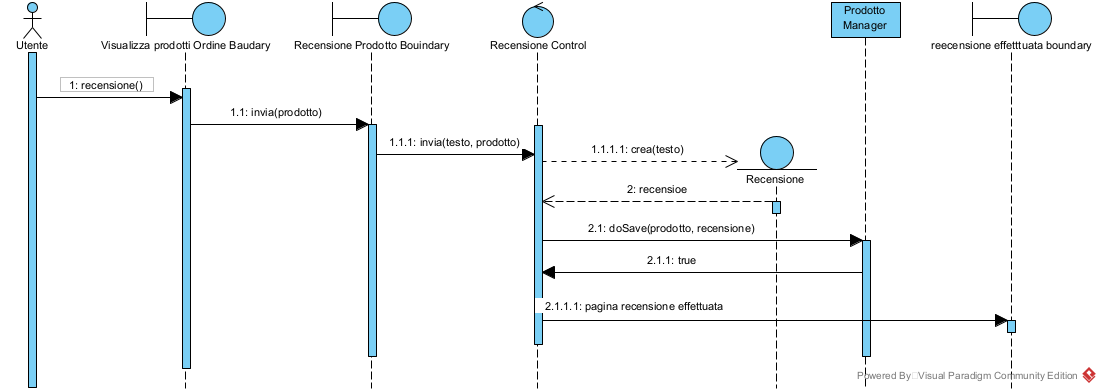 Prodotto
Manager
Utente
Visualizza prodotti Ordine Baudary
Recensione Prodotto Bouindary
Recensione Control
reecensione effetttuata boundary
1: recensione()
1.1: invia(prodotto)
1.1.1: invia(testo, prodotto)
1.1.1.1: crea(testo)
Recensione
2: recensioe
2.1: doSave(prodotto, recensione)
2.1.1: true
2.1.1.1: pagina recensione effettuata
Powered By Visual Paradigm Community Edition